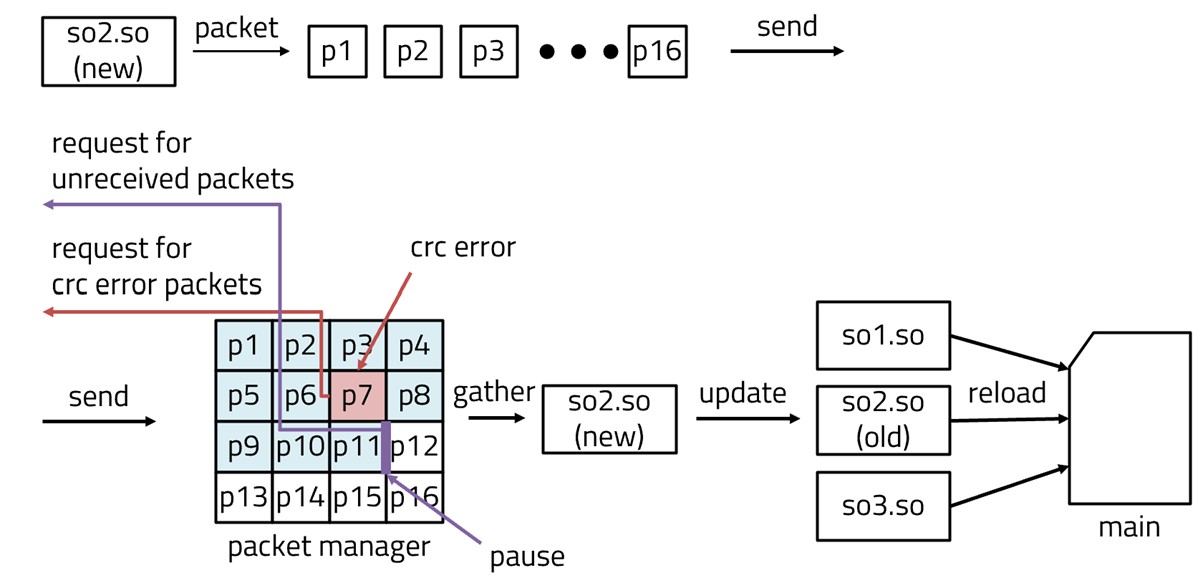 so2.so
(new)
packet
p1
p2
p3
p16
send
request for
unreceived packets
request for
crc error packets
crc error
send
p1 p2 p3 p4
p5 p6 p7 p8
p9 p10 p11 p12
p13 p14 p15 p16
packet manager
pause
gather
so2.so
(new)
update
so1.so
so2.so
(old)
so3.so
reload
main